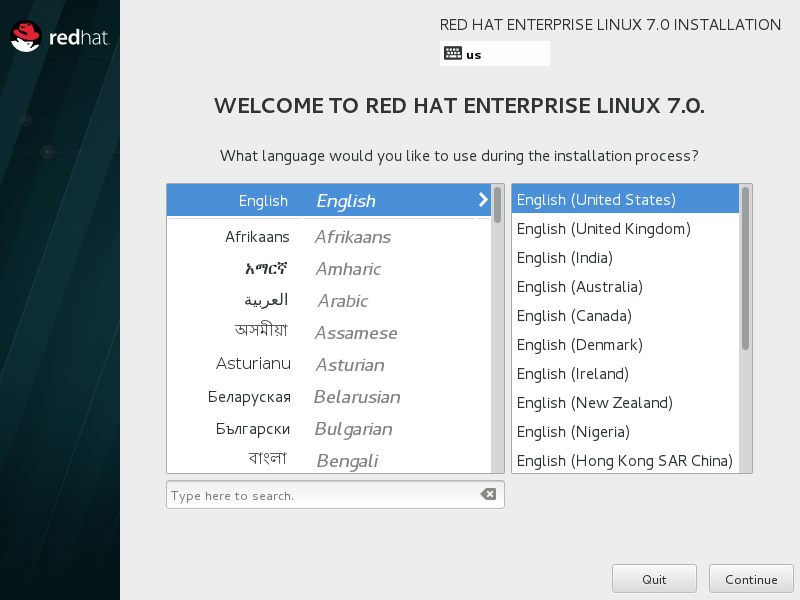 redhat.
RED HAT ENTERPRISE LINUX 7.0 INSTALLATION
us
WELCOME TO RED HAT ENTERPRISE LINUX 7.0.
What language would you like to use during the installation process?
English English
Afrikaans Afrikaans
አማርኛ Amharic
العربية Arabic
অসমীয়া Assamese
Asturianu Asturian
Беларуская Belarusian
Български Bulgarian
বাংলা Bengali
English (United States)
English (United Kingdom)
English (India)
English (Australia)
English (Canada)
English (Denmark)
English (Ireland)
English (New Zealand)
English (Nigeria)
English (Hong Kong SAR China)
Type here to search.
Quit
Continue